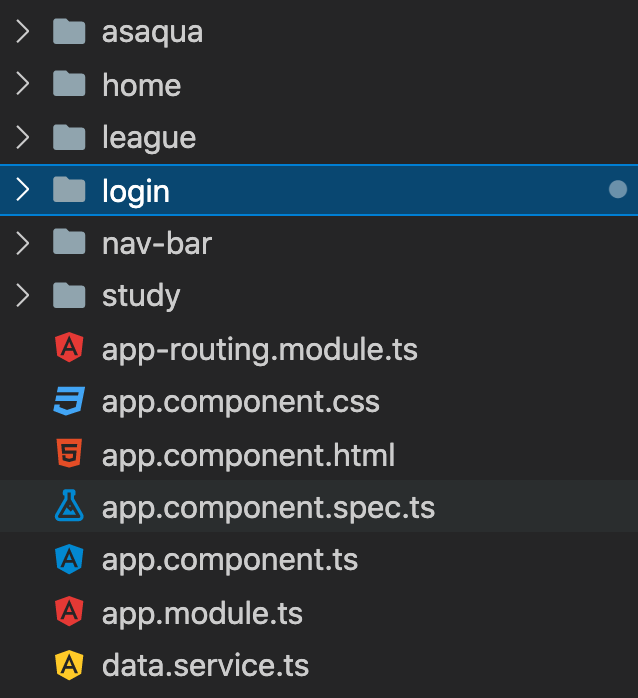 asaqua
home
league
login
nav-bar
study
app-routing.module.ts
app.component.css
app.component.html
app.component.spec.ts
app.component.ts
app.module.ts
data.service.ts